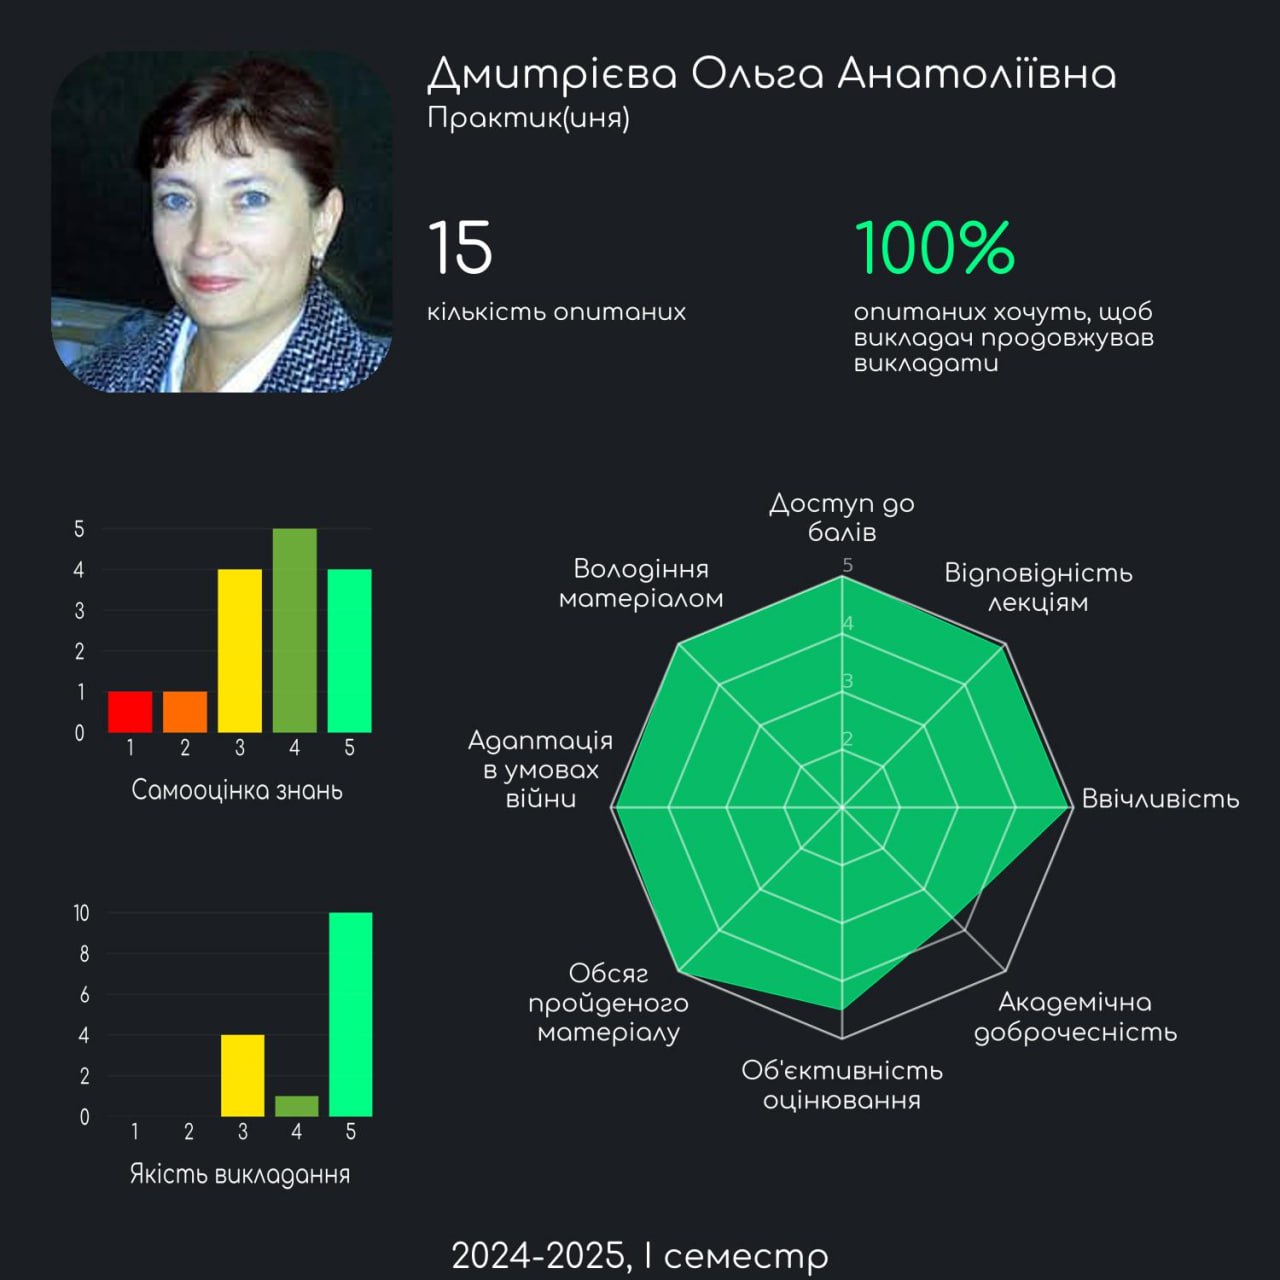 Дмитрієва Ольга Анатоліївна
Практик(иня)
15
кількість опитаних
100%
опитаних хочуть, щоб
викладач продовжував
викладати
5
4
3
2
1
0
1 2 3 4 5
Самооцінка знань
10
8
6
4
2
0
1 2 3 4 5
Якість викладання
Доступ до
балів
Відповідність
лекціям
Ввічливість
Академічна
доброчесність
Об'єктивність
оцінювання
Обсяг
пройденого
матеріалу
Адаптація
в умовах
війни
Володіння
матеріалом
5
4
3
2
2024-2025, I семестр